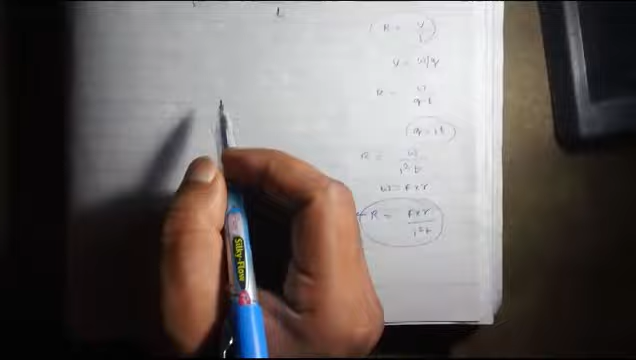 R = V/i
V = W/q
R = W/q·i
q = it
R = W/i²t
W = F×r
R = F×r/i²t
Silky-Flow